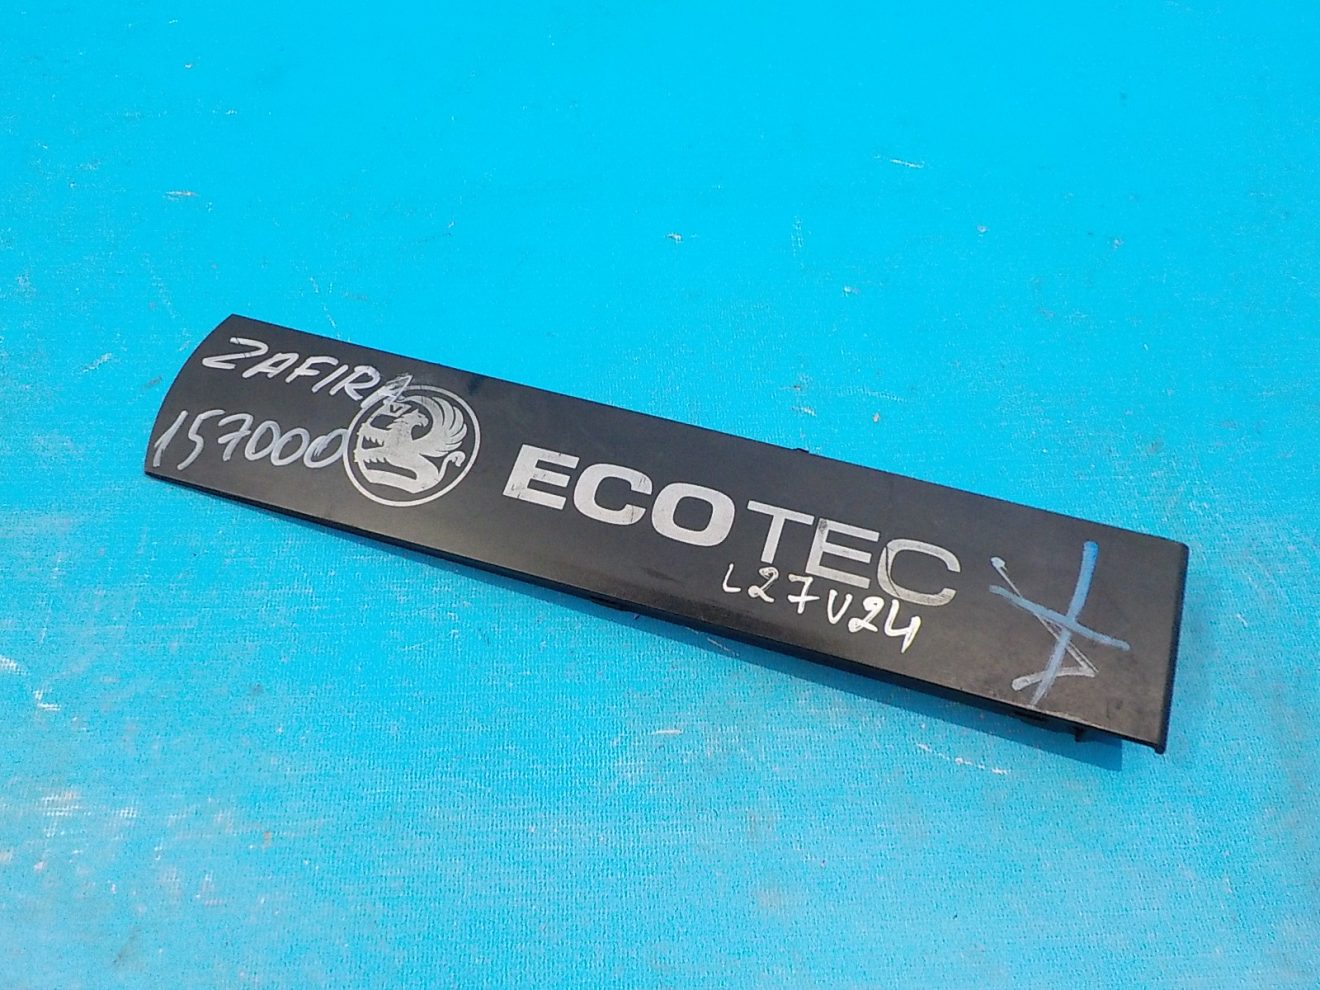 ZAFIRA
157000
ECOTEC
L27V24